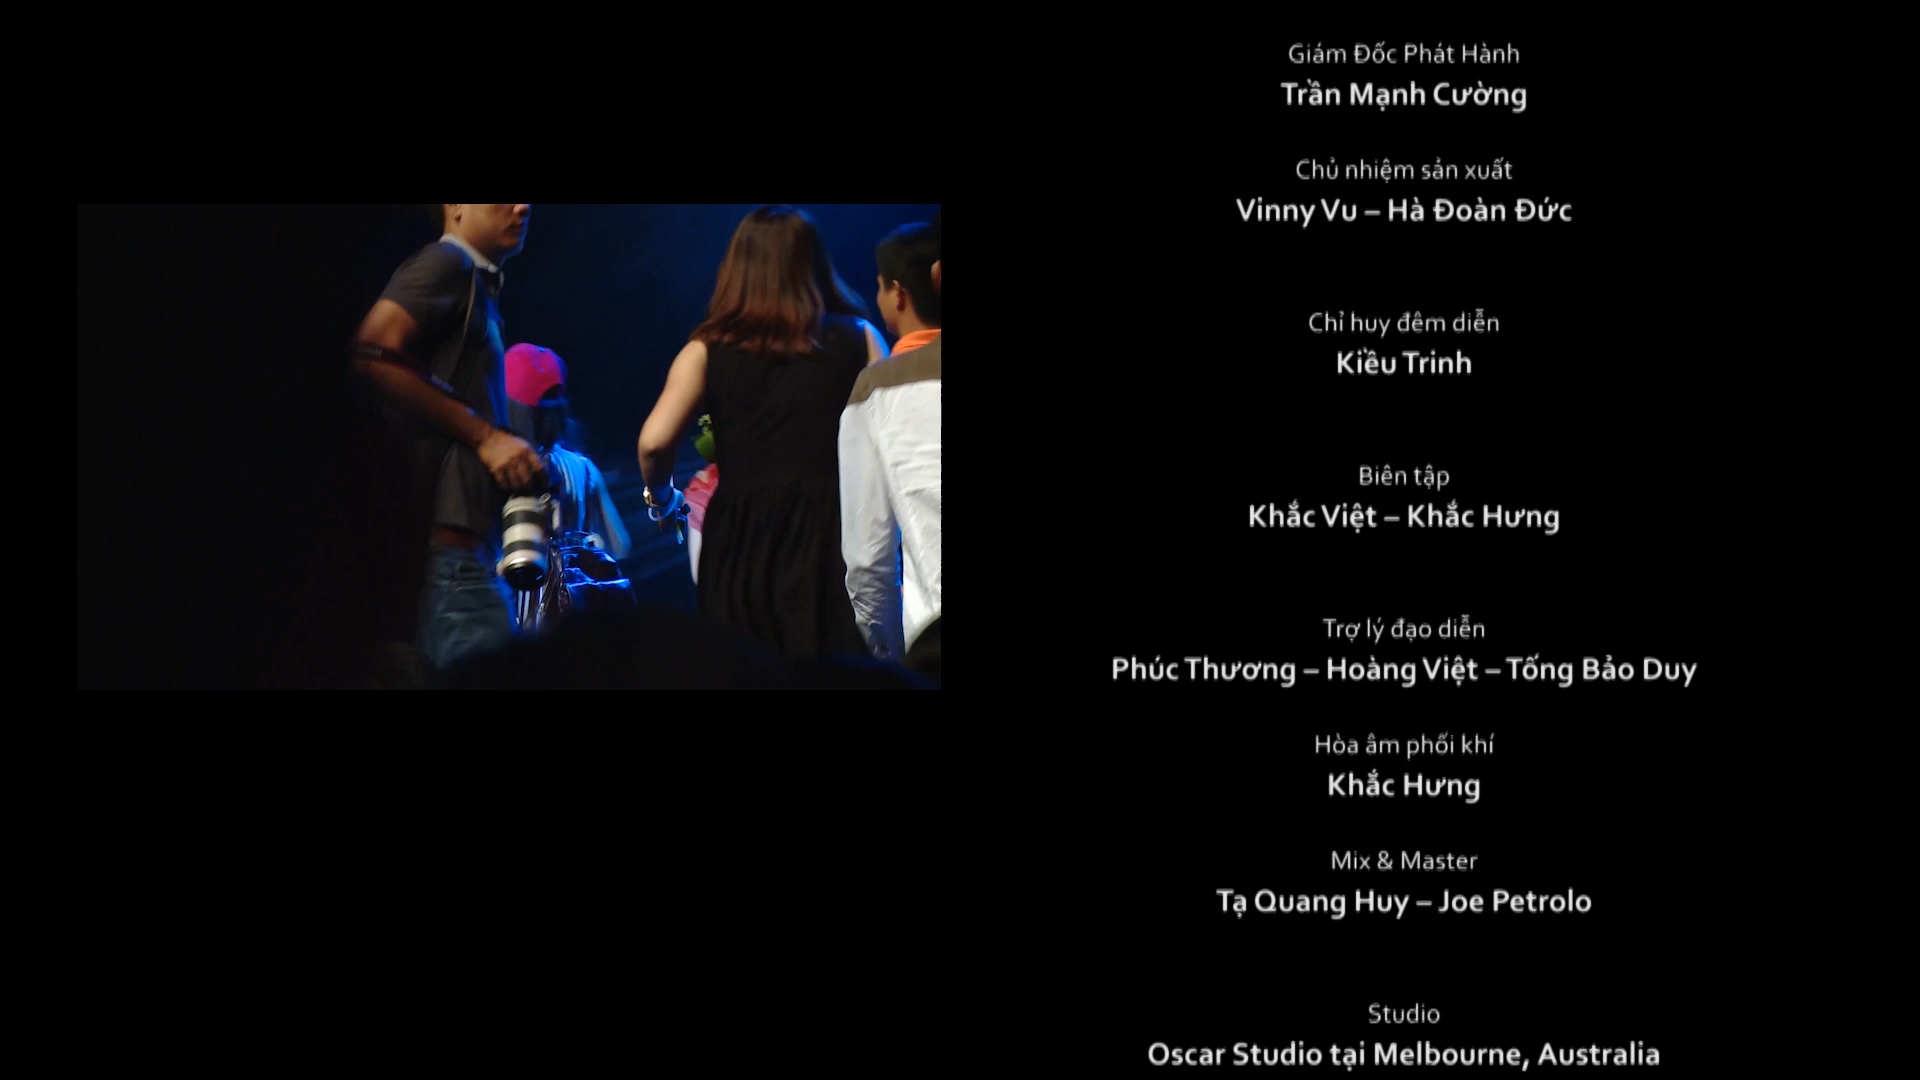 Giám Đốc Phát Hành
Trần Mạnh Cường
Chủ nhiệm sản xuất
Vinny Vu – Hà Đoàn Đức
Chỉ huy đêm diễn
Kiều Trinh
Biên tập
Khắc Việt – Khắc Hưng
Trợ lý đạo diễn
Phúc Thương – Hoàng Việt – Tống Bảo Duy
Hòa âm phối khí
Khắc Hưng
Mix & Master
Tạ Quang Huy – Joe Petrolo
Studio
Oscar Studio tại Melbourne, Australia